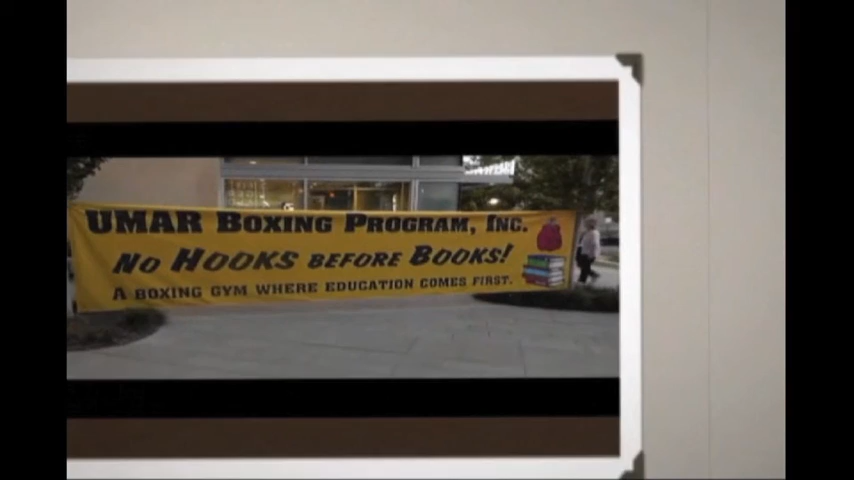 UMAR BOXING PROGRAM, INC.
NO HOOKS BEFORE BOOKS!
A BOXING GYM WHERE EDUCATION COMES FIRST.